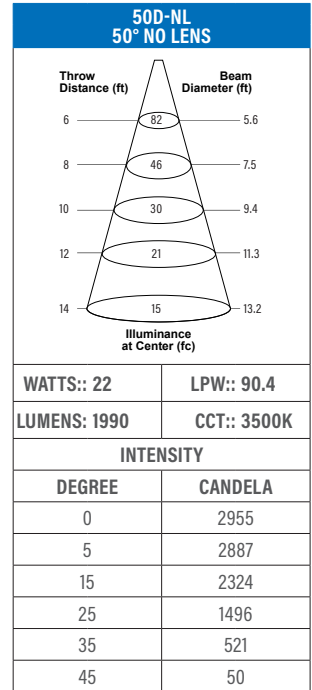 50D-NL
50° NO LENS
Throw Beam
Distance (ft) Diameter (ft)
6 82 5.6
8 46 7.5
10 30 9.4
12 21 11.3
14 15 13.2
Illuminance
at Center (fc)
WATTS:: 22 LPW:: 90.4
LUMENS: 1990 CCT:: 3500K
INTENSITY
DEGREE CANDELA
0 2955
5 2887
15 2324
25 1496
35 521
45 50